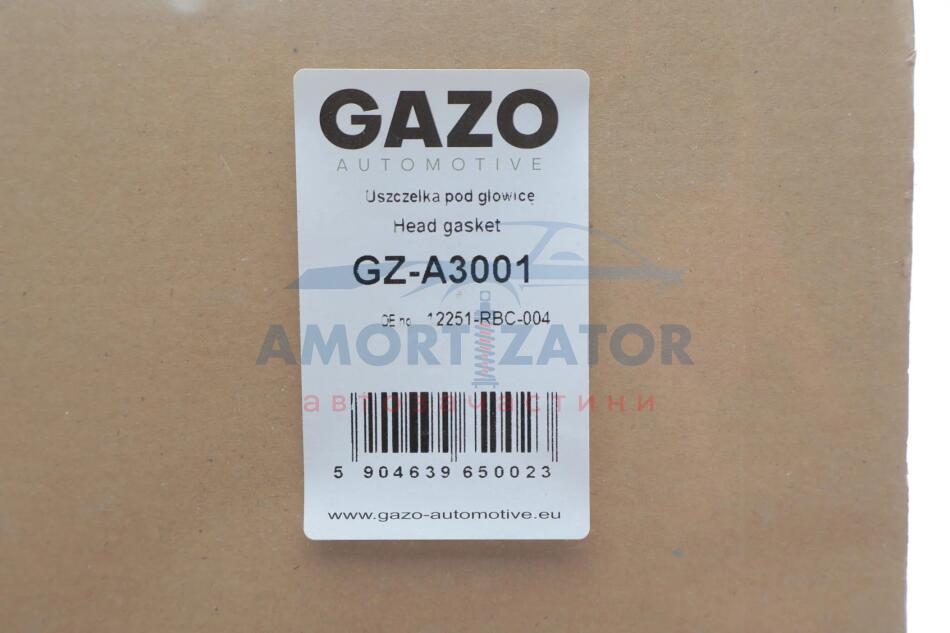 GAZO
AUTOMOTIVE
Uszczelka pod glowicę
Head gasket
GZ-A3001
OE no. 12251-RBC-004
AMORTIZATOR
автозапчастини
5 904639 650023
www.gazo-automotive.eu